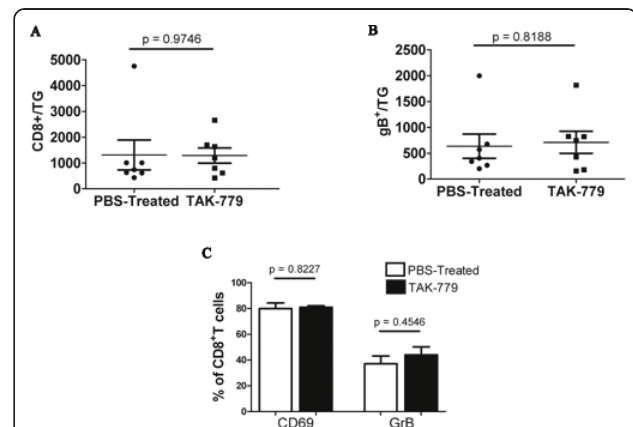 A
p = 0.9746
CD8+/TG
5000
4000
3000
2000
1000
0
PBS-Treated
TAK-779
B
p = 0.8188
gB+/TG
2500
2000
1500
1000
500
0
PBS-Treated
TAK-779
C
PBS-Treated
TAK-779
p = 0.8227
p = 0.4546
% of CD8+T cells
100
80
60
40
20
0
CD69
GrB